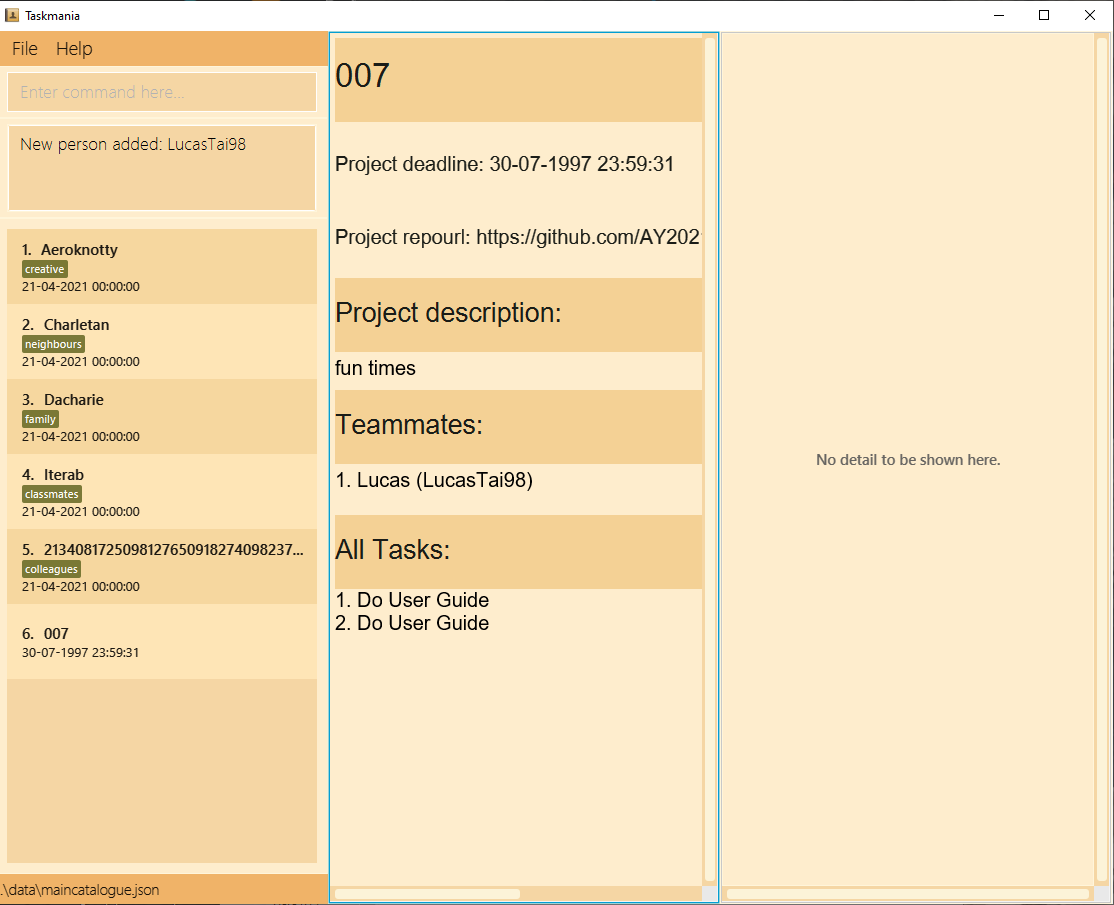 Taskmania
File Help
Enter command here...
New person added: LucasTai98
1. Aeroknotty
creative
21-04-2021 00:00:00
2. Charletan
neighbours
21-04-2021 00:00:00
3. Dacharie
family
21-04-2021 00:00:00
4. Iterab
classmates
21-04-2021 00:00:00
5. 2134081725098127650918274098237...
colleagues
21-04-2021 00:00:00
6. 007
30-07-1997 23:59:31
.\data\maincatalogue.json
007
Project deadline: 30-07-1997 23:59:31
Project repourl: https://github.com/AY202
Project description:
fun times
Teammates:
1. Lucas (LucasTai98)
All Tasks:
1. Do User Guide
2. Do User Guide
No detail to be shown here.